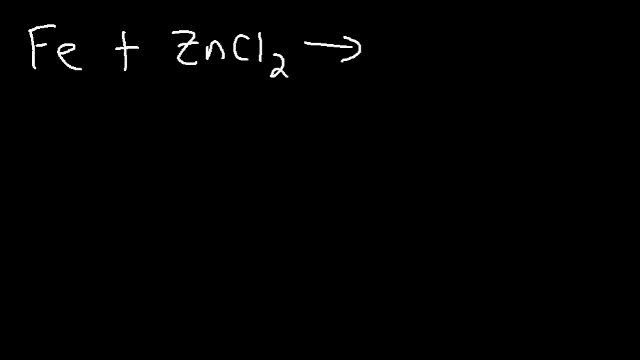 Fe + ZnCl₂ →